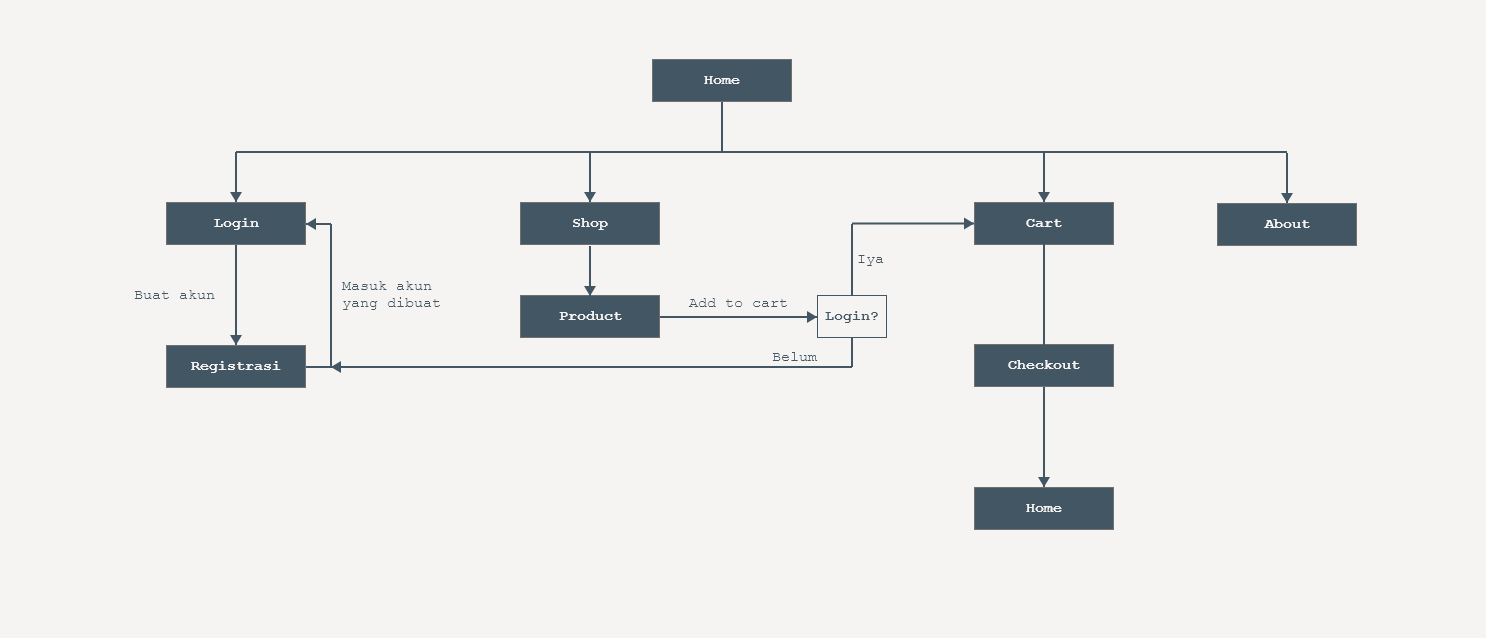 Home
Login
Shop
Cart
About
Iya
Masuk akun
yang dibuat
Buat akun
Add to cart
Product
Login?
Belum
Registrasi
Checkout
Home